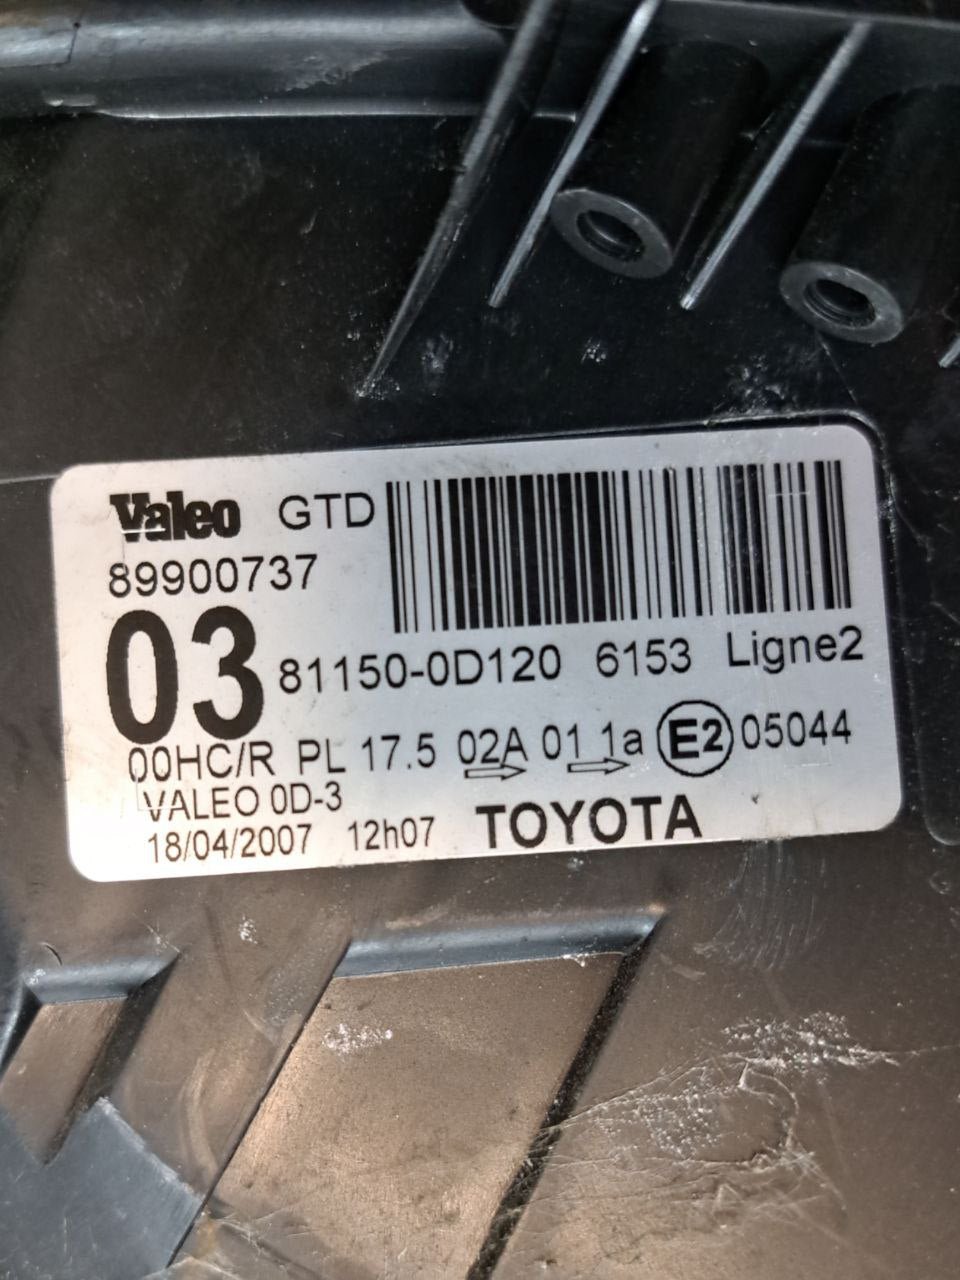 Valeo GTD
89900737
03 81150-0D120 6153 Ligne2
00HC/R PL 17.5 02A 01 1a E2 05044
VALEO 0D-3
18/04/2007 12h07 TOYOTA